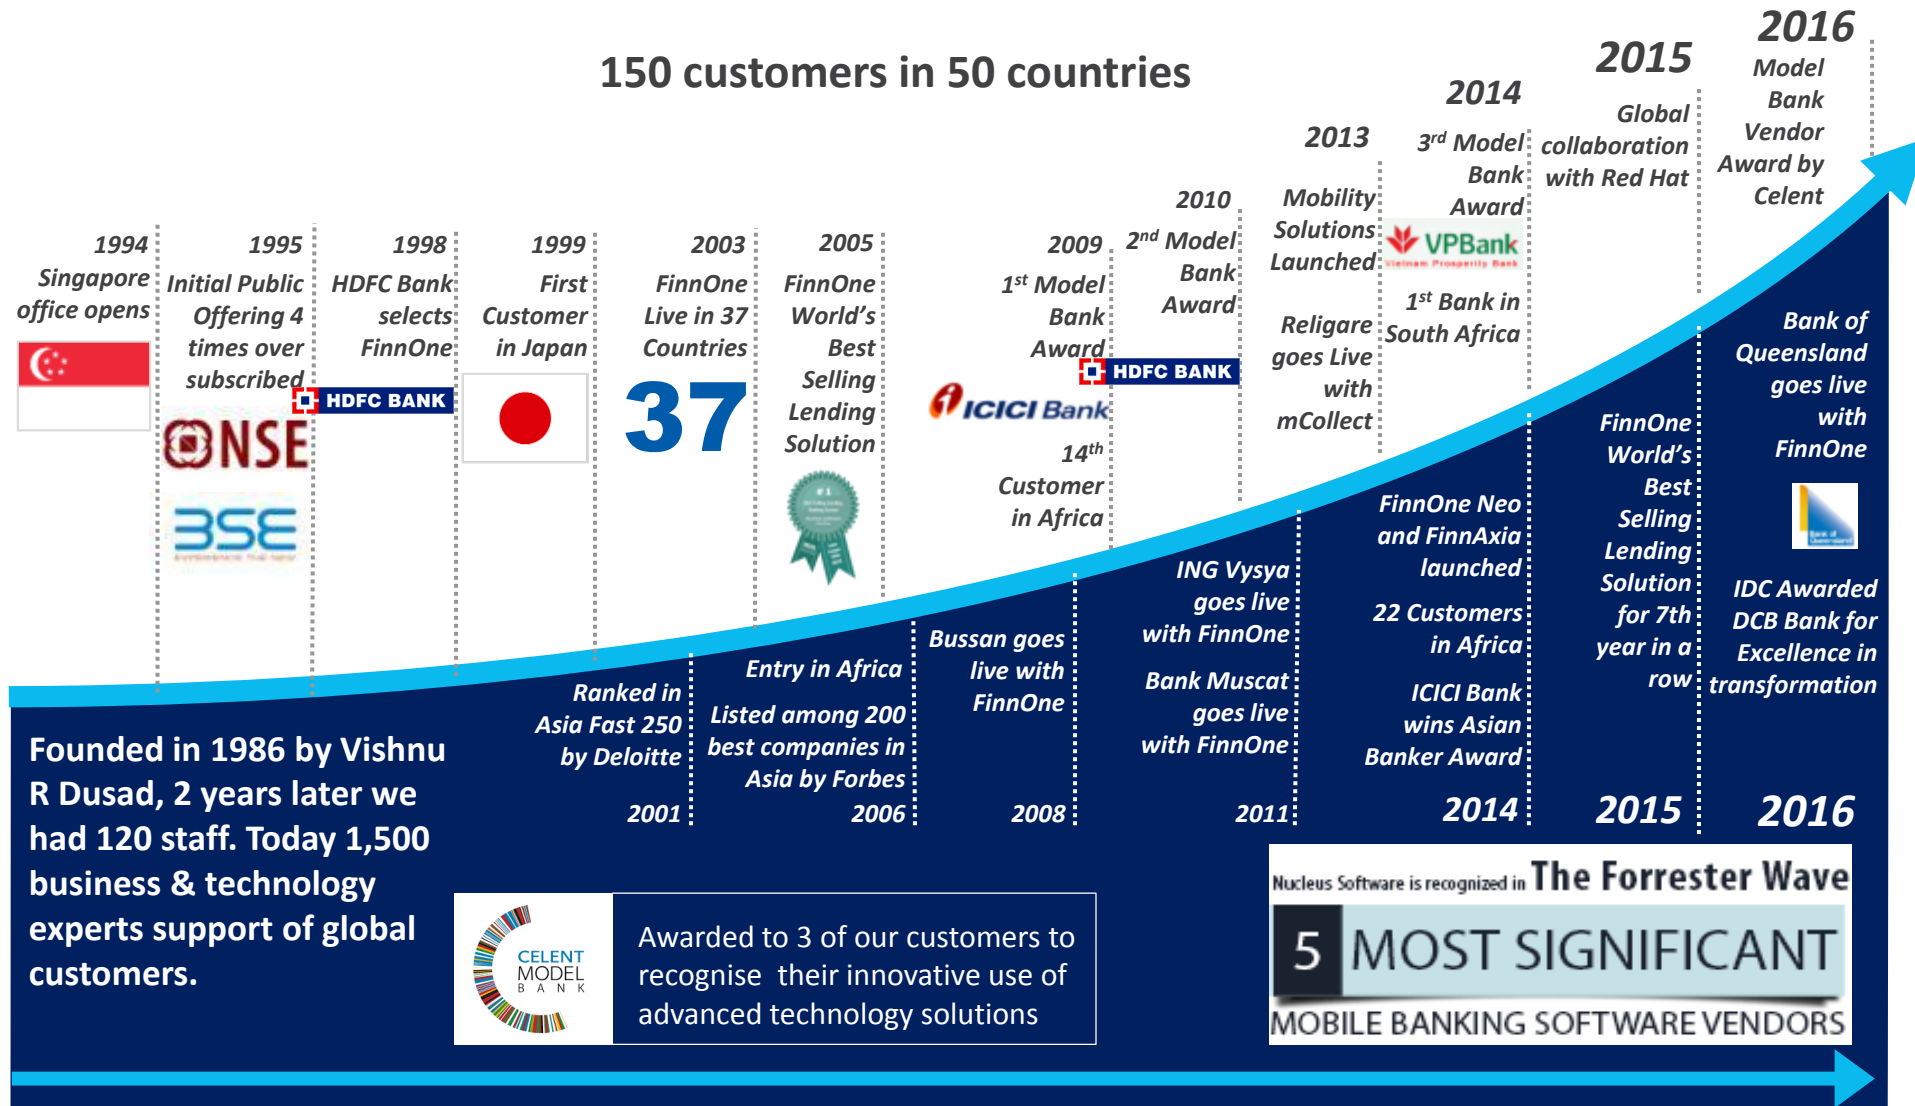 150 customers in 50 countries
1994
Singapore
office opens
1995
Initial Public
Offering 4
times over
subscribed
NSE
BSE
1998
HDFC Bank
selects
FinnOne
HDFC BANK
1999
First
Customer
in Japan
2003
FinnOne
Live in 37
Countries
37
2005
FinnOne
World's
Best
Selling
Lending
Solution
#1
2009
1st Model
Bank
Award
ICICI Bank
14th
Customer
in Africa
2010
2nd Model
Bank
Award
HDFC BANK
2013
Mobility
Solutions
Launched
Religare
goes Live
with
mCollect
2014
3rd Model
Bank
Award
VPBank
Vietnam Prosperity Bank
1st Bank in
South Africa
2015
Global
collaboration
with Red Hat
2016
Model
Bank
Vendor
Award by
Celent
Ranked in
Asia Fast 250
by Deloitte
2001
Entry in Africa
Listed among 200
best companies in
Asia by Forbes
2006
Bussan goes
live with
FinnOne
2008
ING Vysya
goes live
with FinnOne
Bank Muscat
goes live
with FinnOne
2011
FinnOne Neo
and FinnAxia
launched
22 Customers
in Africa
ICICI Bank
wins Asian
Banker Award
2014
FinnOne
World's
Best
Selling
Lending
Solution
for 7th
year in a
row
2015
Bank of
Queensland
goes live
with
FinnOne
Bank of
Queensland
IDC Awarded
DCB Bank for
Excellence in
transformation
2016
Founded in 1986 by Vishnu
R Dusad, 2 years later we
had 120 staff. Today 1,500
business & technology
experts support of global
customers.
CELENT
MODEL
BANK
Awarded to 3 of our customers to
recognise their innovative use of
advanced technology solutions
Nucleus Software is recognized in The Forrester Wave
5 MOST SIGNIFICANT
MOBILE BANKING SOFTWARE VENDORS